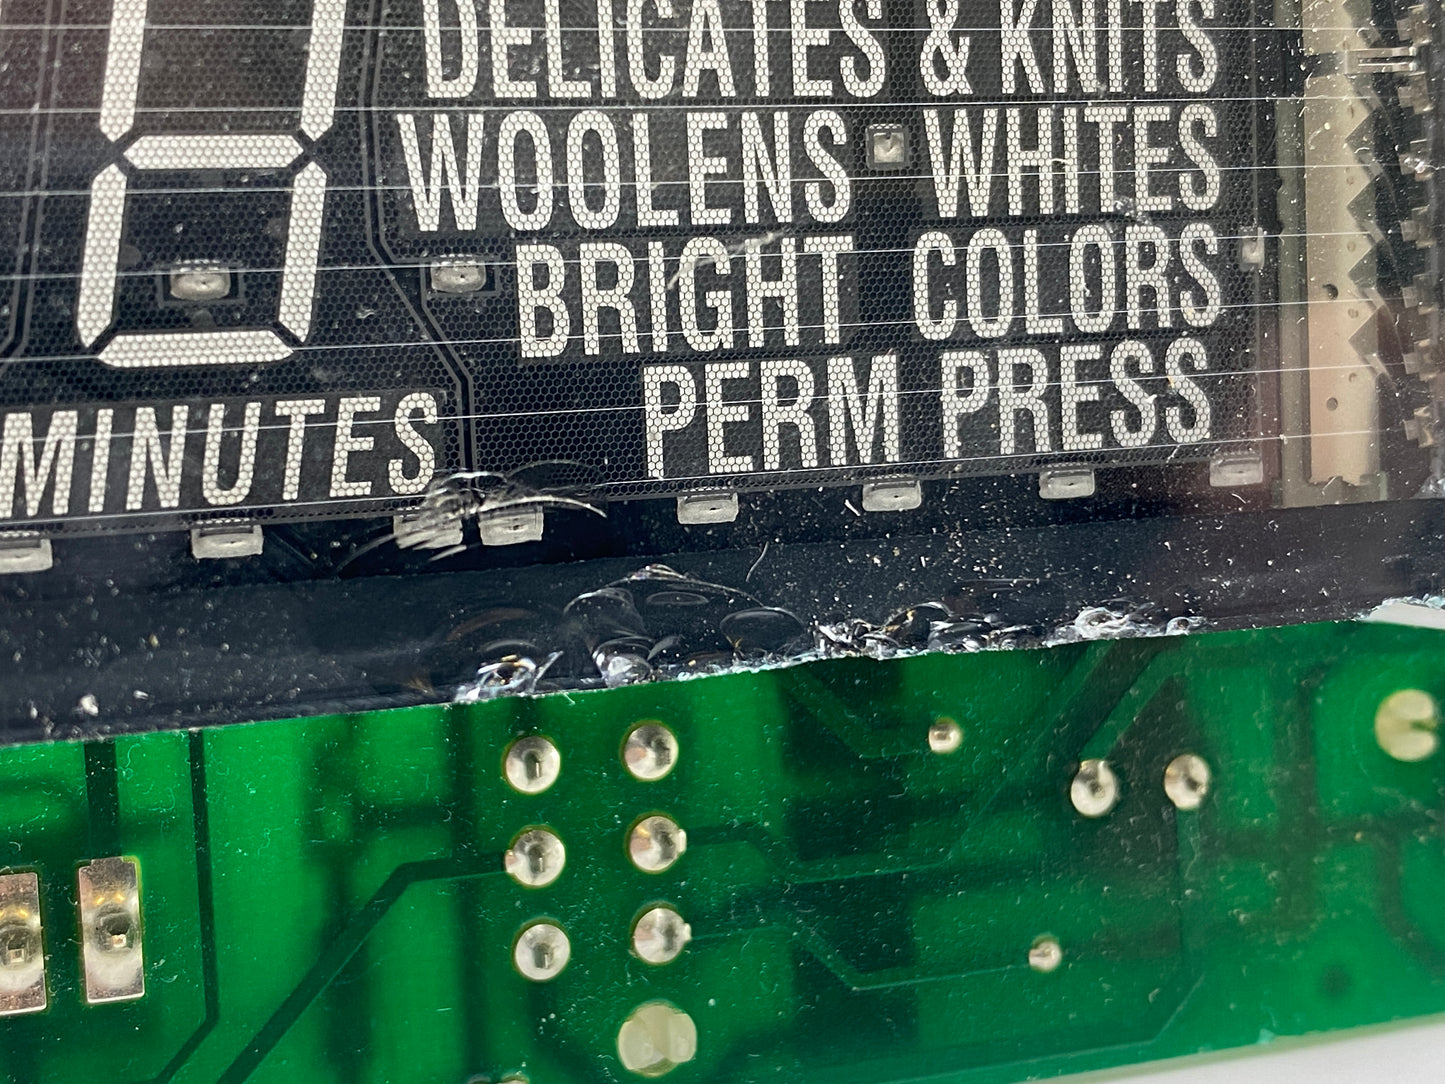 DELICATES & KNITS
WOOLENS WHITES
BRIGHT COLORS
PERM PRESS
MINUTES